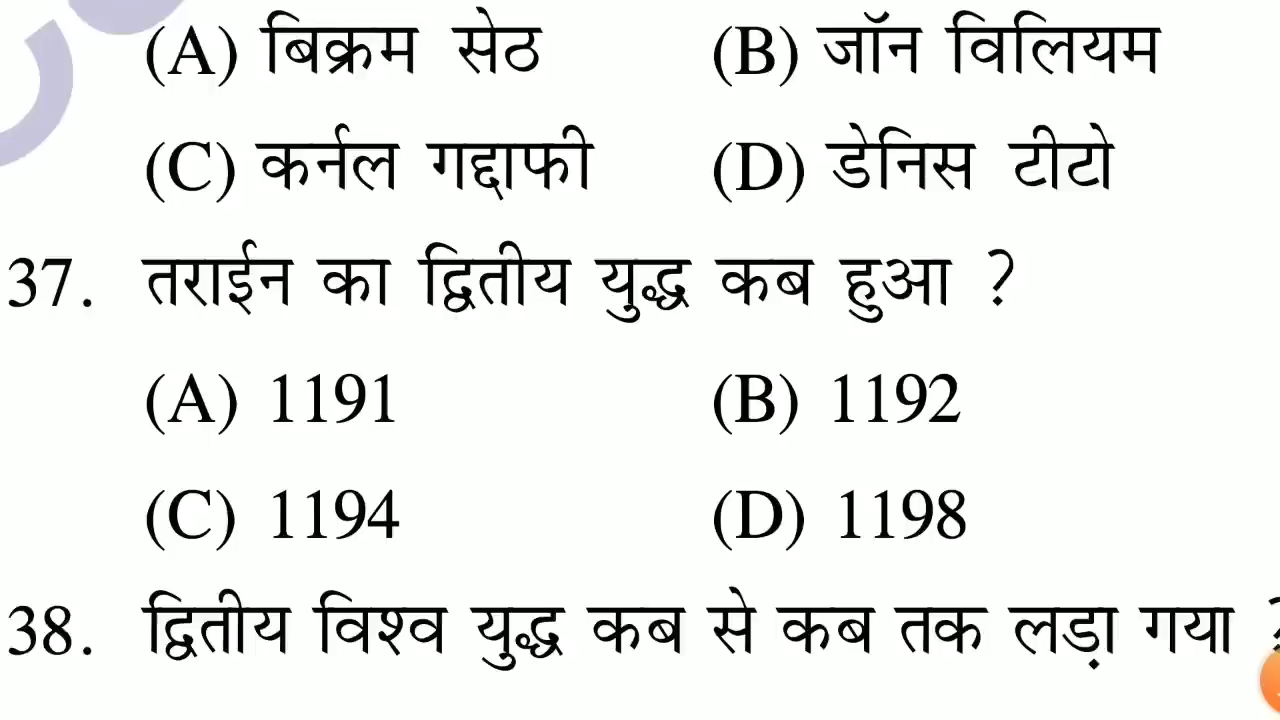 (A) बिक्रम सेठ (B) जॉन विलियम
(C) कर्नल गद्दाफी (D) डेनिस टीटो
37. तराईन का द्वितीय युद्ध कब हुआ ?
(A) 1191 (B) 1192
(C) 1194 (D) 1198
38. द्वितीय विश्व युद्ध कब से कब तक लड़ा गया ?